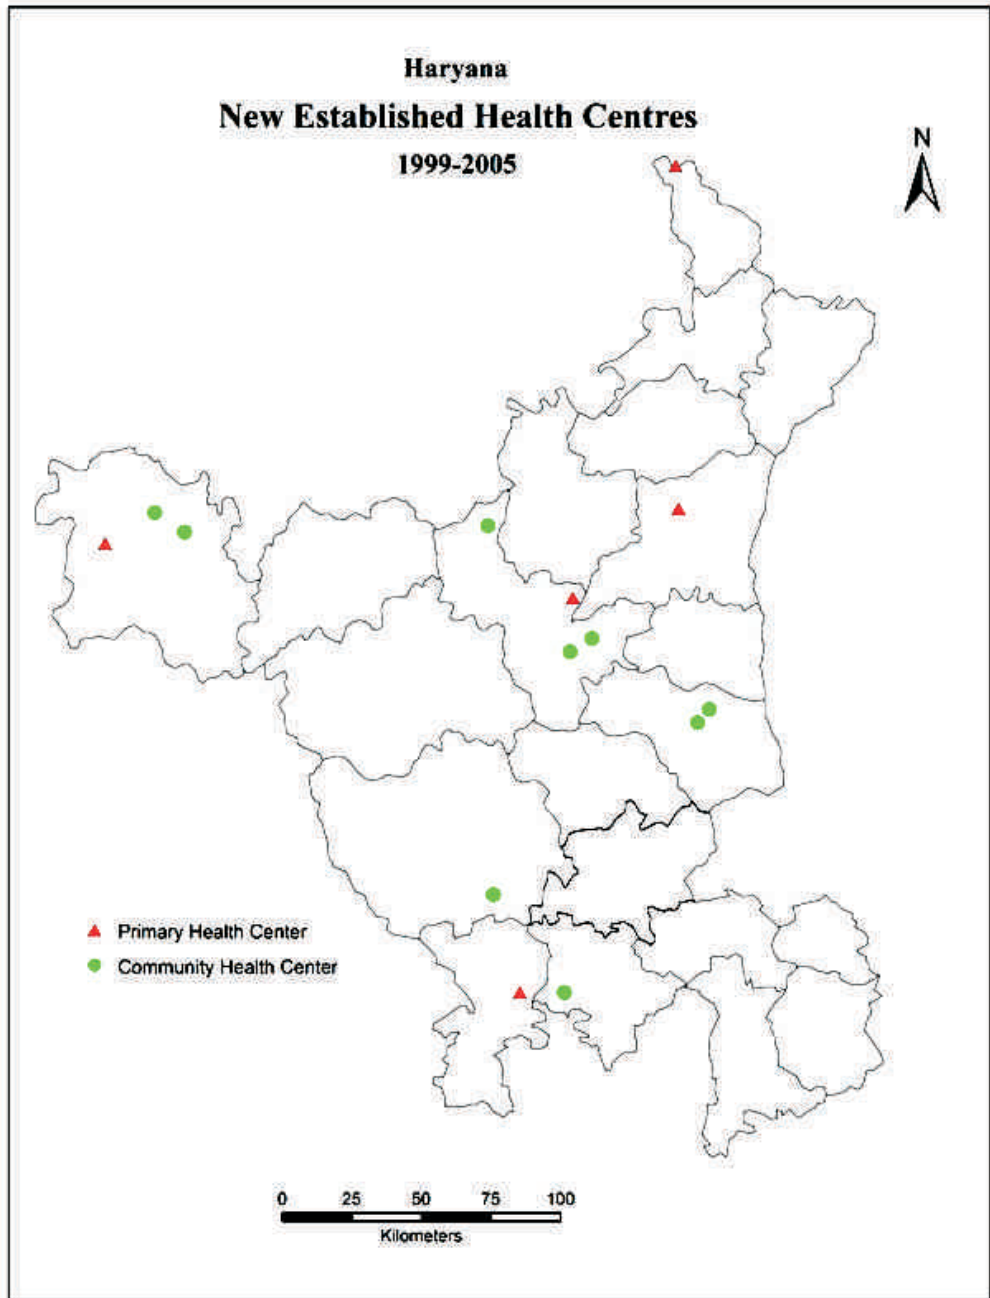 Haryana
New Established Health Centres
1999-2005
N
Primary Health Center
Community Health Center
0 25 50 75 100
Kilometers